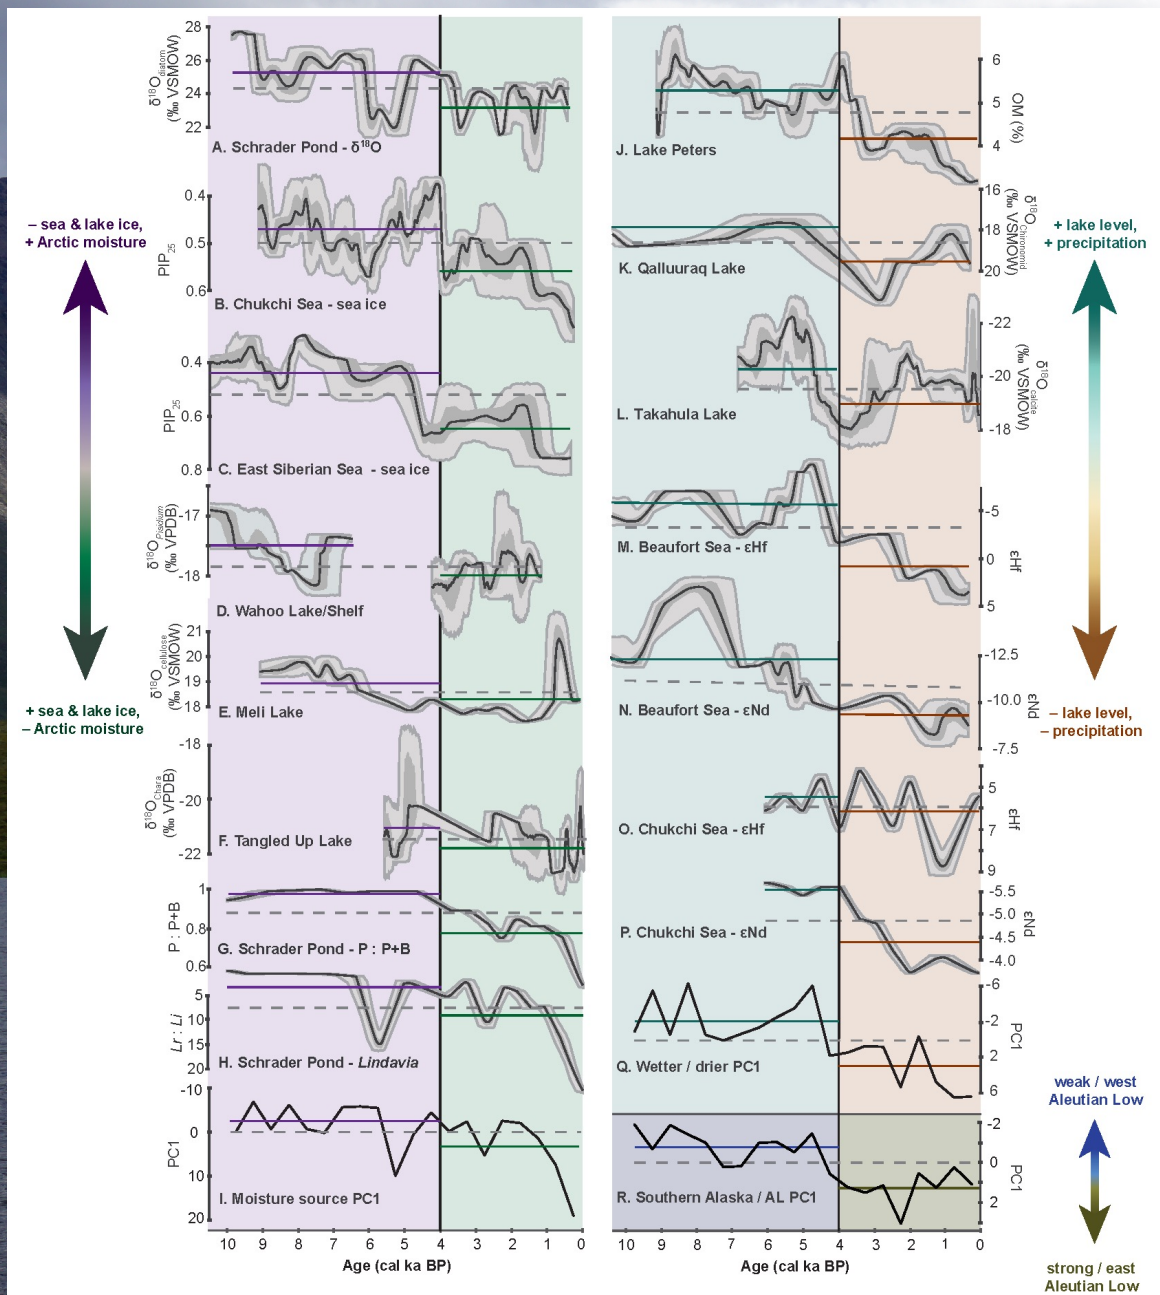 28
26
24
22
δ18Odiatom
(‰ VSMOW)
A. Schrader Pond - δ18O
0.4
0.5
0.6
PIP25
B. Chukchi Sea - sea ice
0.4
0.6
0.8
PIP25
C. East Siberian Sea - sea ice
-17
-18
δ18OPisidium
(‰ VPDB)
D. Wahoo Lake/Shelf
21
20
19
18
δ18Ocellulose
(‰ VSMOW)
E. Meli Lake
-18
-20
-22
δ18OChara
(‰ VPDB)
F. Tangled Up Lake
1
0.8
0.6
P : P+B
G. Schrader Pond - P : P+B
5
10
15
20
Lr : Li
H. Schrader Pond - Lindavia
-10
0
10
20
PC1
I. Moisture source PC1
10 9 8 7 6 5 4 3 2 1 0
Age (cal ka BP)
– sea & lake ice,
+ Arctic moisture
+ sea & lake ice,
– Arctic moisture
6
5
4
OM (%)
J. Lake Peters
16
18
20
δ18OChironomid
(‰ VSMOW)
K. Qalluuraq Lake
-22
-20
-18
δ18Ocalcite
(‰ VSMOW)
L. Takahula Lake
-5
0
5
εHf
M. Beaufort Sea - εHf
-12.5
-10.0
-7.5
εNd
N. Beaufort Sea - εNd
5
7
9
εHf
O. Chukchi Sea - εHf
-5.5
-5.0
-4.5
-4.0
εNd
P. Chukchi Sea - εNd
-6
-2
2
6
PC1
Q. Wetter / drier PC1
-2
0
2
PC1
R. Southern Alaska / AL PC1
10 9 8 7 6 5 4 3 2 1 0
Age (cal ka BP)
+ lake level,
+ precipitation
– lake level,
– precipitation
weak / west
Aleutian Low
strong / east
Aleutian Low